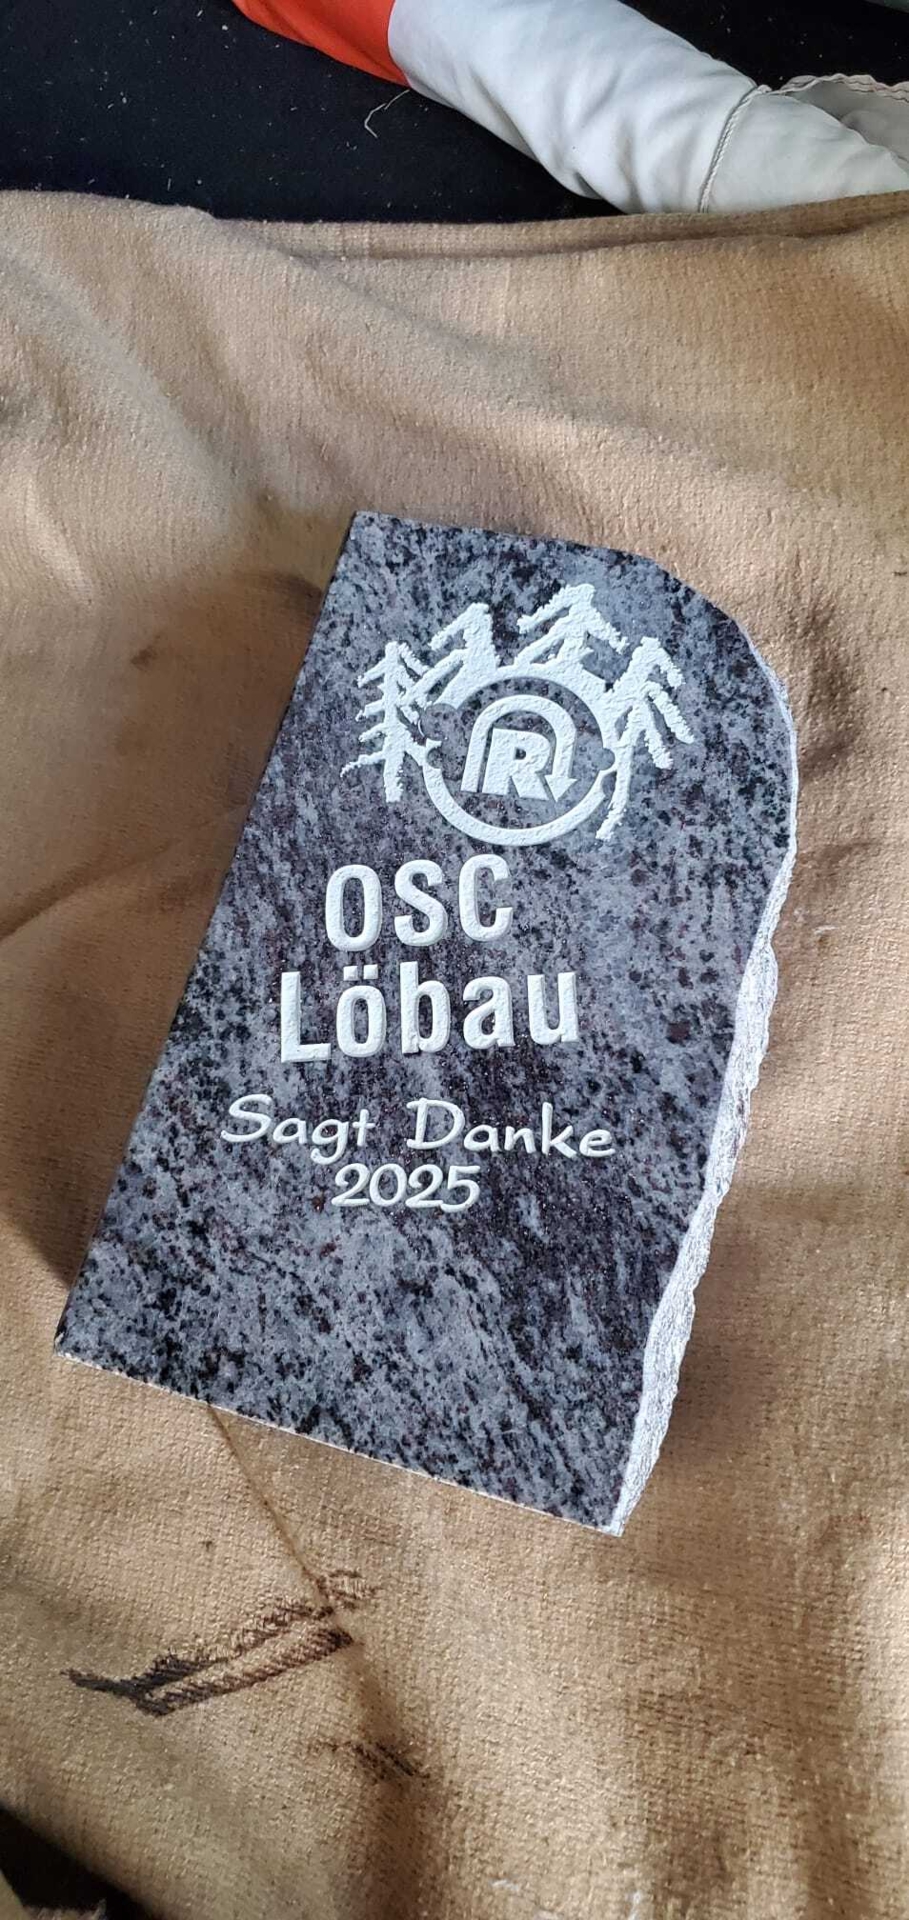 R
OSC
Löbau
Sagt Danke
2025